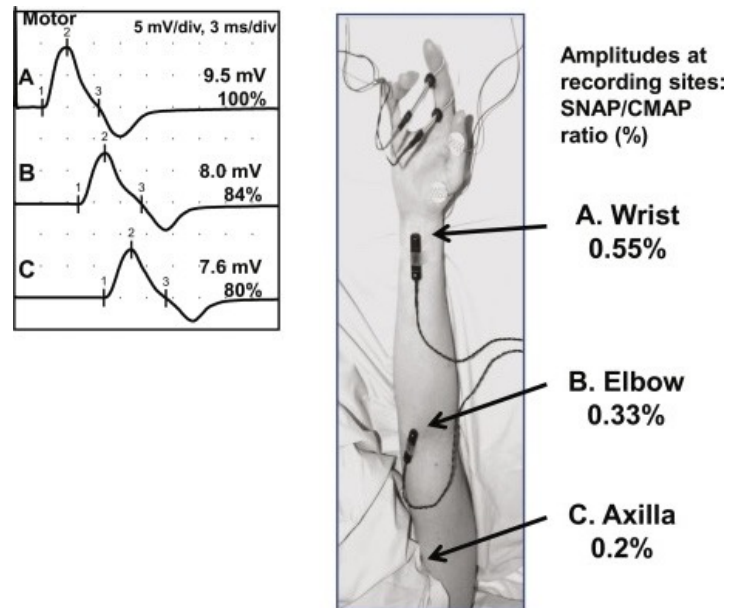 Motor
5 mV/div, 3 ms/div
2
A
9.5 mV
100%
1
3
2
B
8.0 mV
84%
1
3
2
C
7.6 mV
80%
1
3
Amplitudes at
recording sites:
SNAP/CMAP
ratio (%)
A. Wrist
0.55%
B. Elbow
0.33%
C. Axilla
0.2%